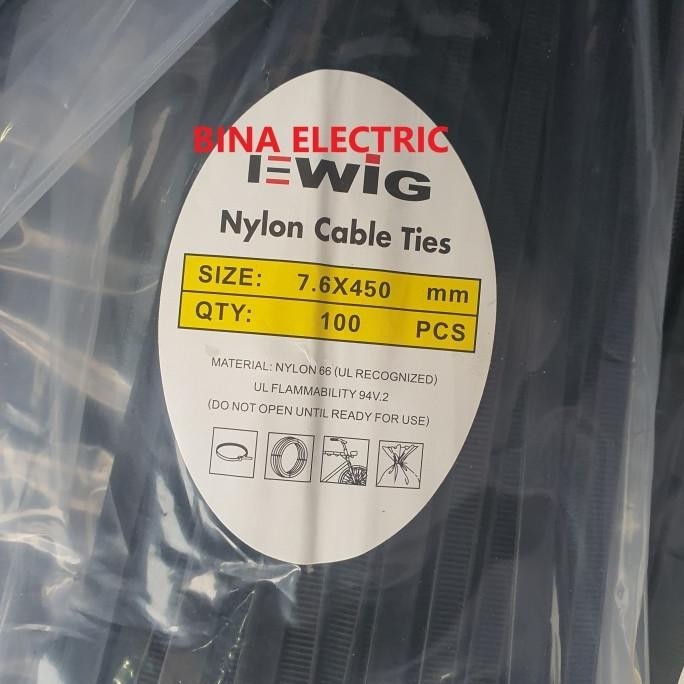 BINA ELECTRIC
EWIG
Nylon Cable Ties
SIZE: 7.6X450 mm
QTY: 100 PCS
MATERIAL: NYLON 66 (UL RECOGNIZED)
UL FLAMMABILITY 94V.2
(DO NOT OPEN UNTIL READY FOR USE)